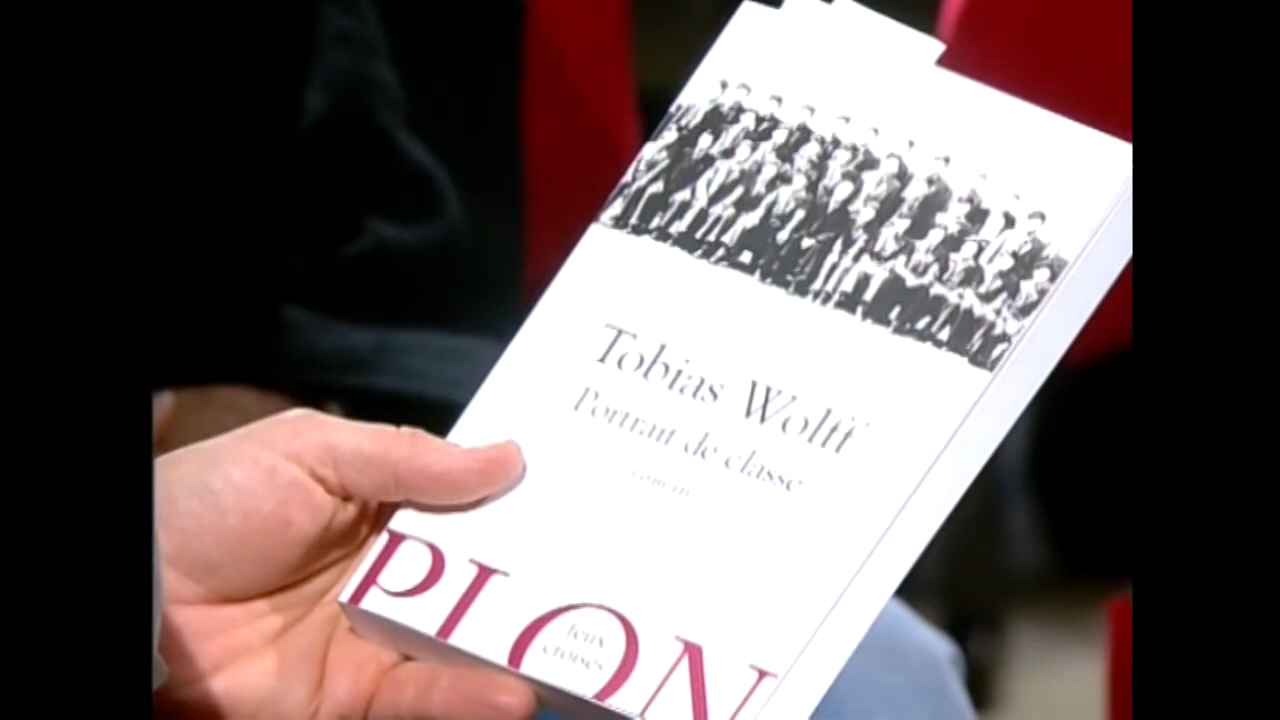 Tobias Wolff
Portrait de classe
roman
PLON
feux
croisés